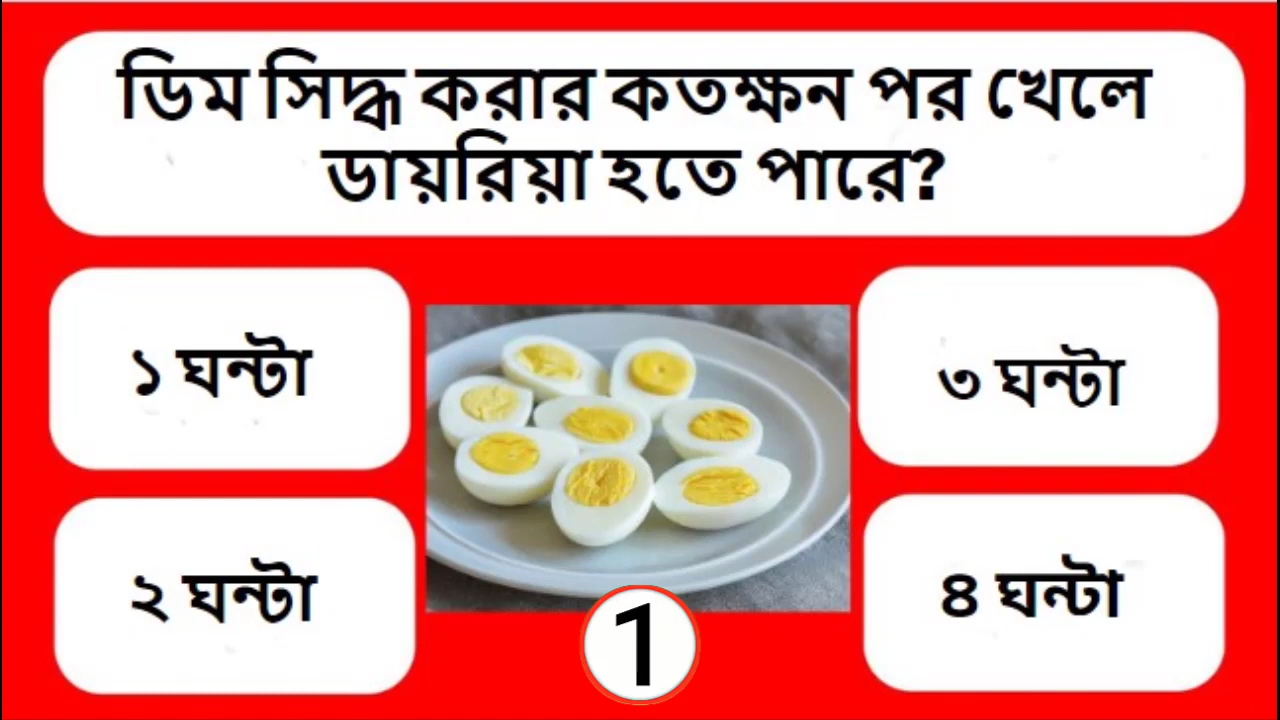 ডিম সিদ্ধ করার কতক্ষন পর খেলে
ডায়রিয়া হতে পারে?
১ ঘন্টা
৩ ঘন্টা
২ ঘন্টা
৪ ঘন্টা
1